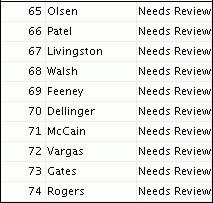 65 Olsen Needs Review
66 Patel Needs Review
67 Livingston Needs Review
68 Walsh Needs Review
69 Feeney Needs Review
70 Dellinger Needs Review
71 McCain Needs Review
72 Vargas Needs Review
73 Gates Needs Review
74 Rogers Needs Review